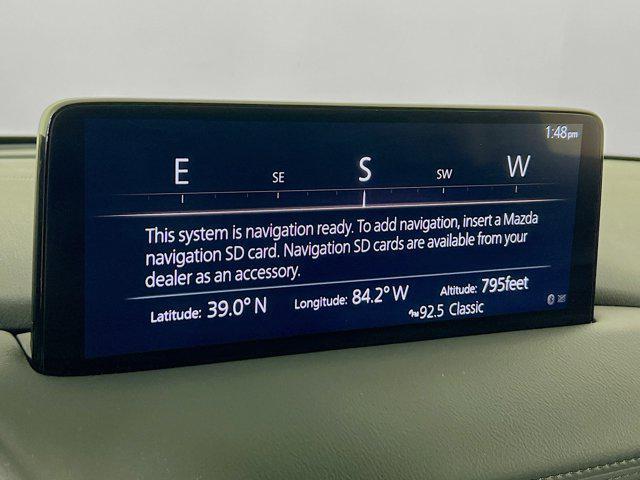 1:48 pm
E SE S SW W
This system is navigation ready. To add navigation, insert a Mazda
navigation SD card. Navigation SD cards are available from your
dealer as an accessory.
Latitude: 39.0° N Longitude: 84.2° W Altitude: 795feet
92.5 Classic